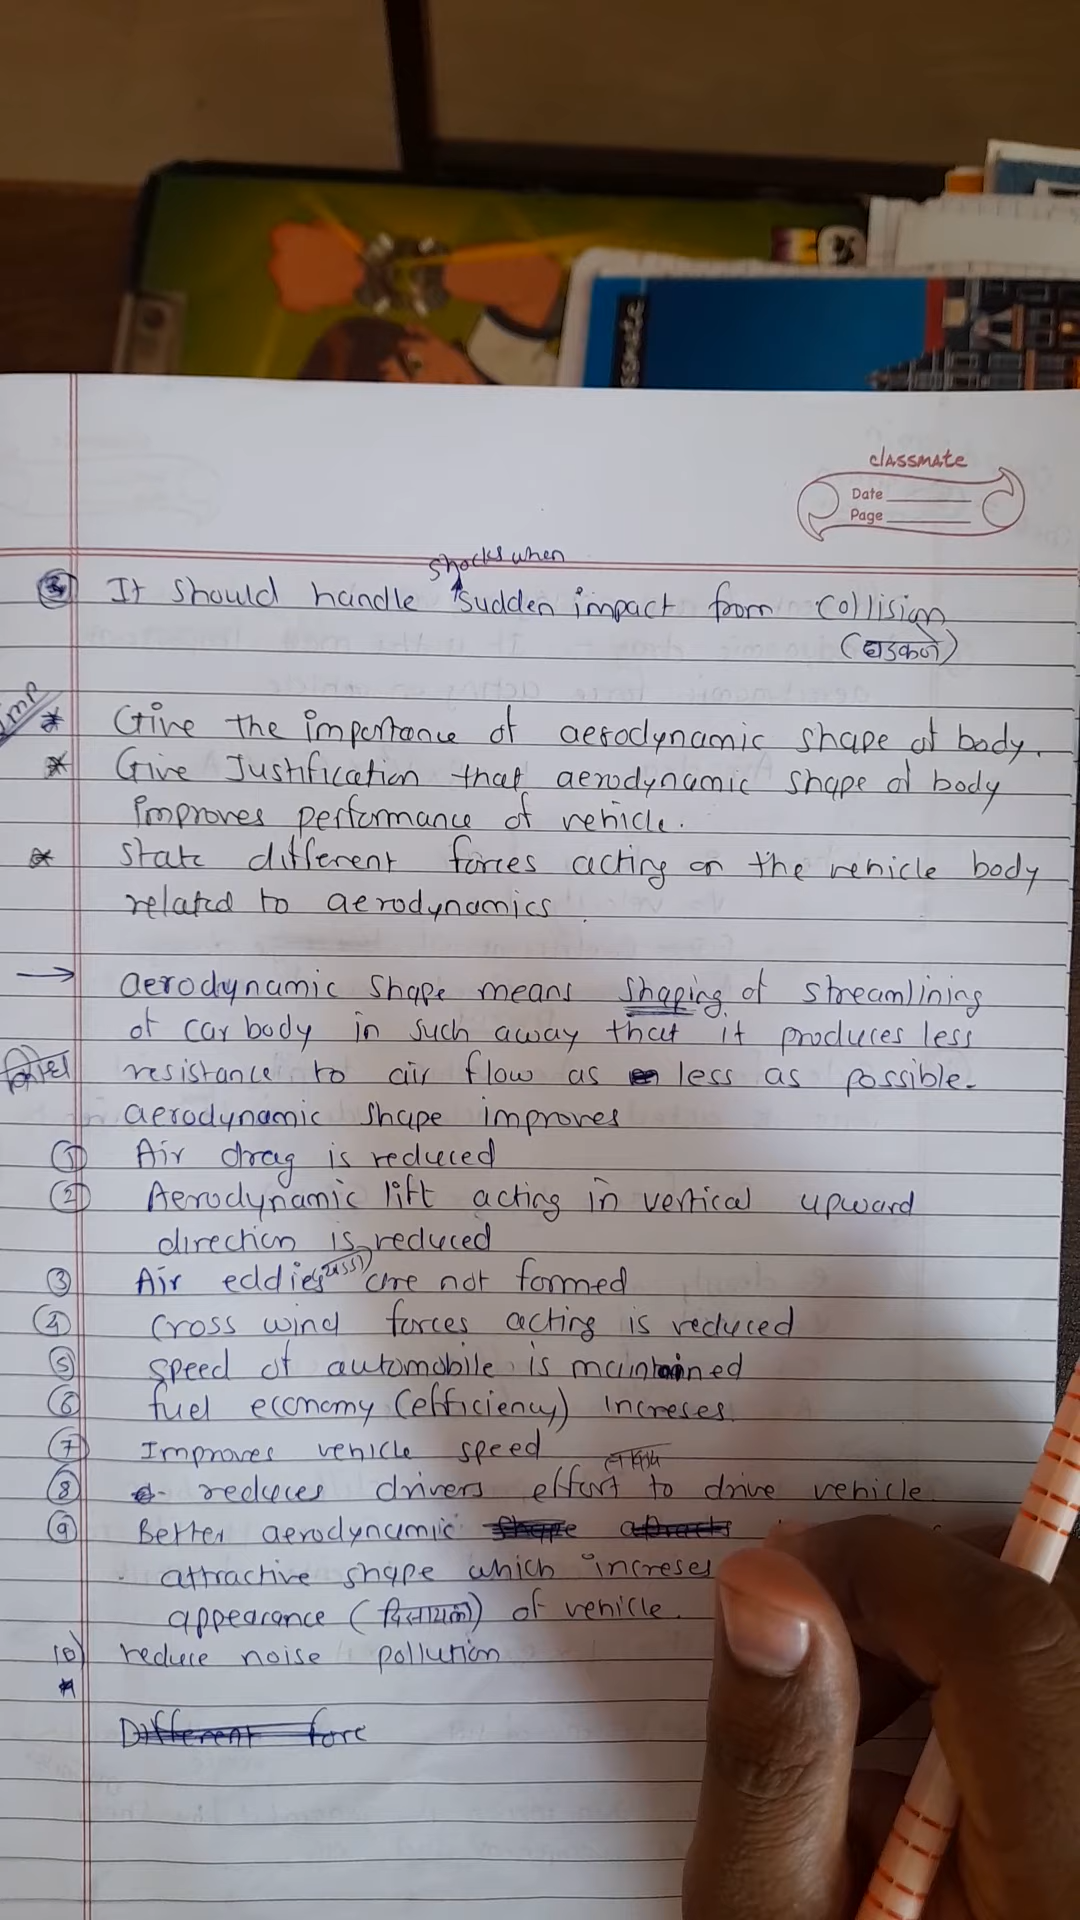 classmate
Date
Page
shocks when
③ It should handle sudden impact from collision
(धडकने)
Imp
* Give the importance of aerodynamic shape of body.
* Give Justification that aerodynamic shape of body
improves performance of vehicle.
* State different forces acting on the vehicle body
related to aerodynamics
→ aerodynamic shape means shaping of streamlining
of car body in such away that it produces less
resistance to air flow as less as possible.
aerodynamic shape improves
① Air drag is reduced
② Aerodynamic lift acting in vertical upward
direction is reduced
③ Air eddies are not formed
④ Cross wind forces acting is reduced
⑤ speed of automobile is maintained
⑥ fuel economy (efficiency) increses
⑦ Improves vehicle speed
⑧ reduces drivers effort to drive vehicle
⑨ Better aerodynamic
attractive shape which increses
appearance of vehicle.
10) reduce noise pollution
*
Different forc